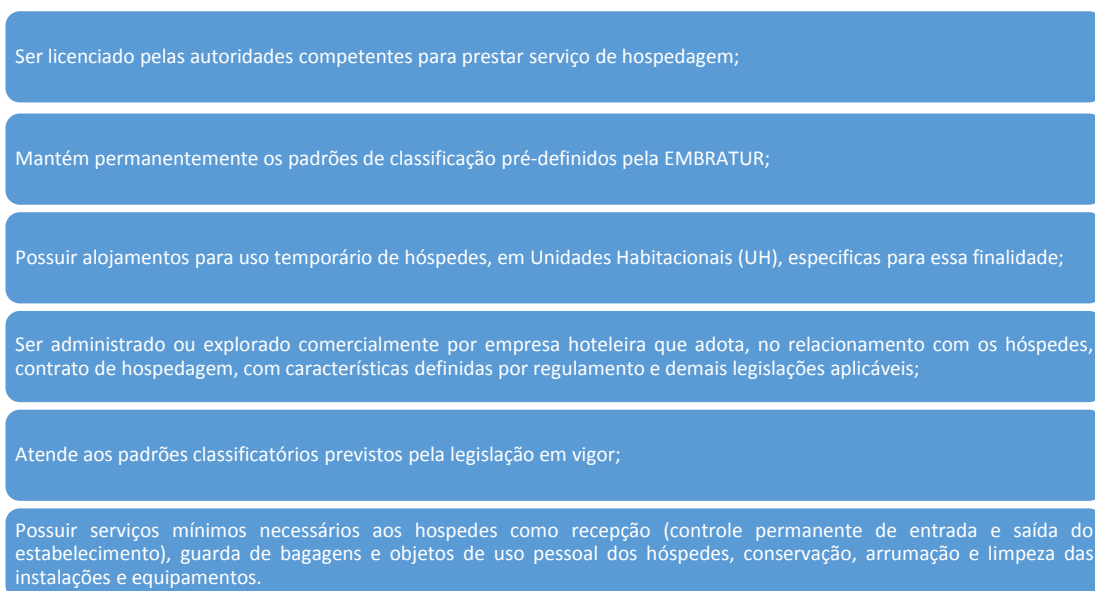 Ser licenciado pelas autoridades competentes para prestar serviço de hospedagem;
Mantém permanentemente os padrões de classificação pré-definidos pela EMBRATUR;
Possuir alojamentos para uso temporário de hóspedes, em Unidades Habitacionais (UH), especificas para essa finalidade;
Ser administrado ou explorado comercialmente por empresa hoteleira que adota, no relacionamento com os hóspedes,
contrato de hospedagem, com características definidas por regulamento e demais legislações aplicáveis;
Atende aos padrões classificatórios previstos pela legislação em vigor;
Possuir serviços mínimos necessários aos hospedes como recepção (controle permanente de entrada e saída do
estabelecimento), guarda de bagagens e objetos de uso pessoal dos hóspedes, conservação, arrumação e limpeza das
instalações e equipamentos.